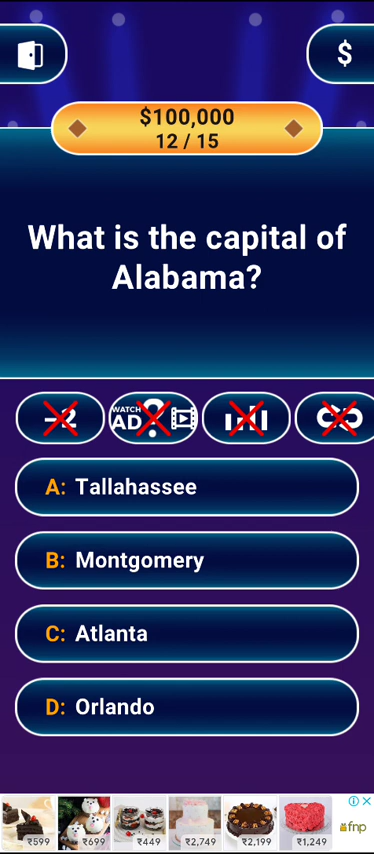 $
$100,000
12 / 15
What is the capital of
Alabama?
-2
WATCH
AD ?
A: Tallahassee
B: Montgomery
C: Atlanta
D: Orlando
₹599 ₹699 ₹449 ₹2,749 ₹2,199 ₹1,249 fnp